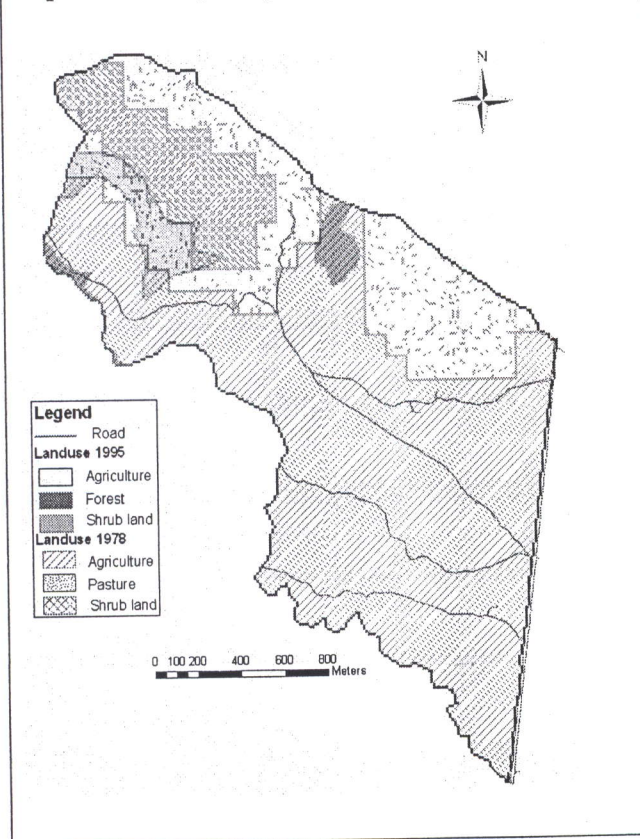 N
Legend
Road
Landuse 1995
Agriculture
Forest
Shrub land
Landuse 1978
Agriculture
Pasture
Shrub land
0 100 200 400 600 800
Meters